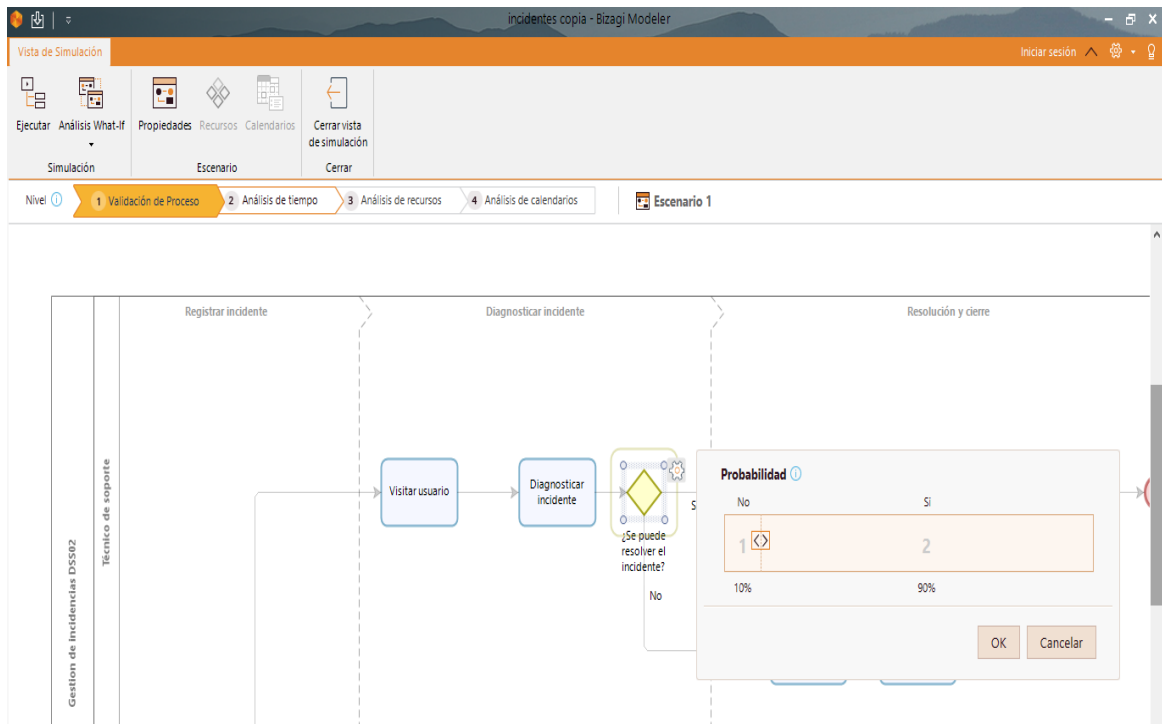 incidentes copia - Bizagi Modeler
Vista de Simulación
Iniciar sesión
Ejecutar
Análisis What-If
Propiedades
Recursos
Calendarios
Cerrar vista
de simulación
Simulación
Escenario
Cerrar
Nivel
1 Validación de Proceso
2 Análisis de tiempo
3 Análisis de recursos
4 Análisis de calendarios
Escenario 1
Registrar incidente
Diagnosticar incidente
Resolución y cierre
Gestion de incidencias DSS02
Técnico de soporte
Visitar usuario
Diagnosticar
incidente
S
¿Se puede
resolver el
incidente?
No
Probabilidad
No
Si
1
2
10%
90%
OK
Cancelar